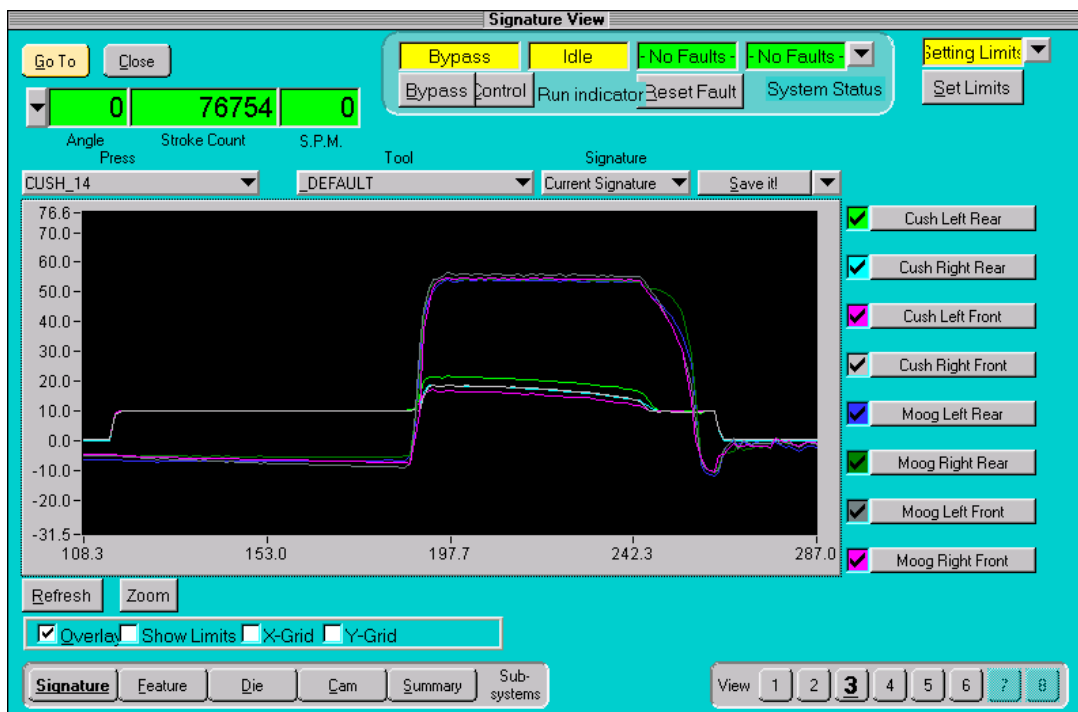 Signature View
Go To
Close
Bypass
Idle
- No Faults -
- No Faults -
Setting Limits
Bypass
Control
Run indicator
Reset Fault
System Status
Set Limits
0
76754
0
Angle
Stroke Count
S.P.M.
Press
Tool
Signature
CUSH_14
_DEFAULT
Current Signature
Save it!
76.6
70.0
60.0
50.0
40.0
30.0
20.0
10.0
0.0
-10.0
-20.0
-31.5
108.3
153.0
197.7
242.3
287.0
Cush Left Rear
Cush Right Rear
Cush Left Front
Cush Right Front
Moog Left Rear
Moog Right Rear
Moog Left Front
Moog Right Front
Refresh
Zoom
Overlay
Show Limits
X-Grid
Y-Grid
Signature
Feature
Die
Cam
Summary
Sub-
systems
View
1
2
3
4
5
6
7
8